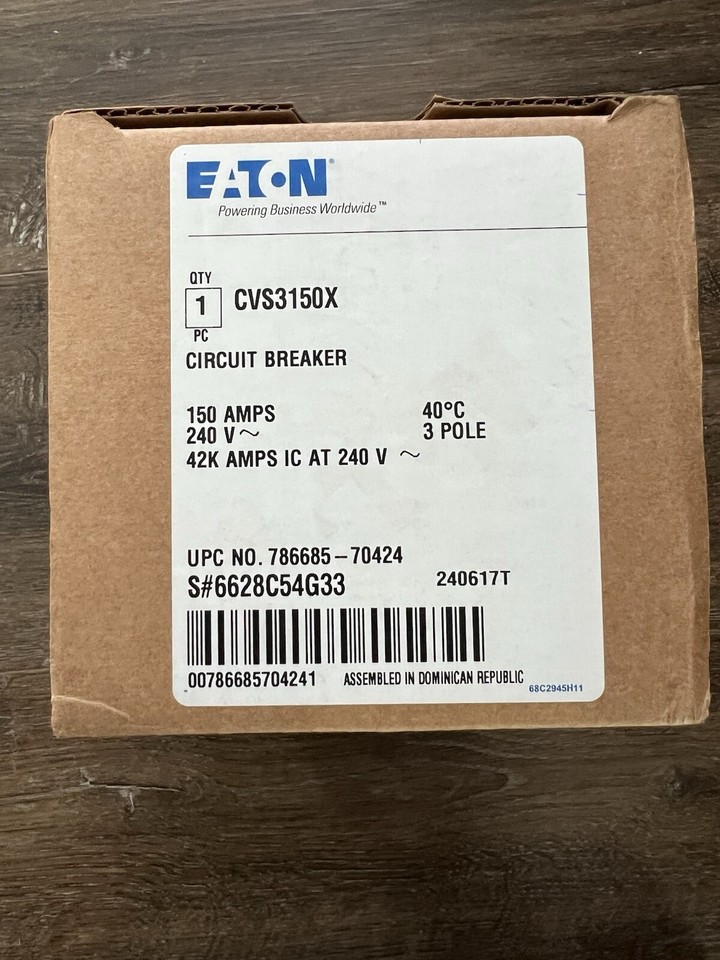 EATON
Powering Business Worldwide™
QTY
1 CVS3150X
PC
CIRCUIT BREAKER
150 AMPS 40°C
240 V~ 3 POLE
42K AMPS IC AT 240 V ~
UPC NO. 786685-70424
S#6628C54G33 240617T
00786685704241 ASSEMBLED IN DOMINICAN REPUBLIC
68C2945H11